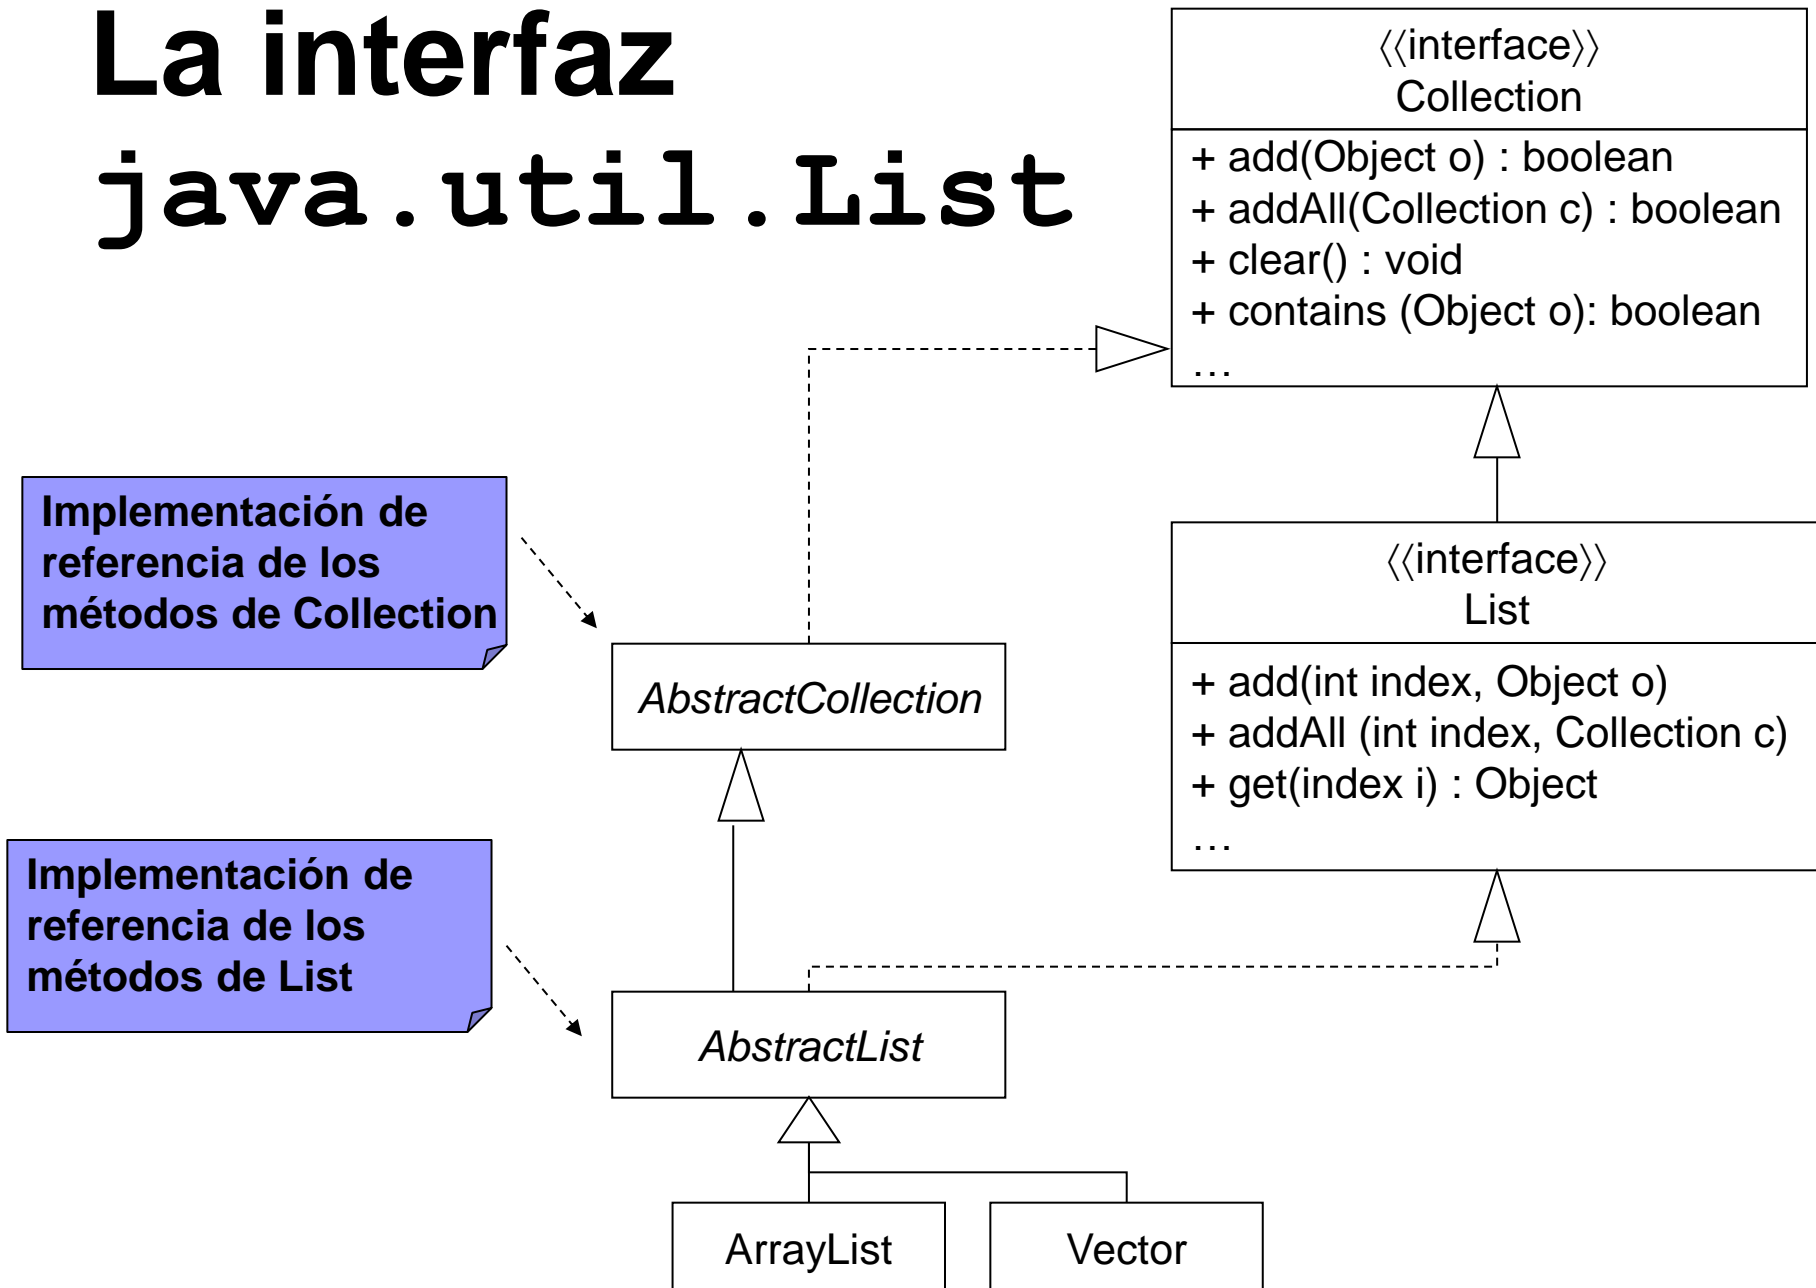 La interfaz
java.util.List
⟨⟨interface⟩⟩
Collection
+ add(Object o) : boolean
+ addAll(Collection c) : boolean
+ clear() : void
+ contains (Object o): boolean
…
Implementación de
referencia de los
métodos de Collection
⟨⟨interface⟩⟩
List
+ add(int index, Object o)
+ addAll (int index, Collection c)
+ get(index i) : Object
…
AbstractCollection
Implementación de
referencia de los
métodos de List
AbstractList
ArrayList
Vector